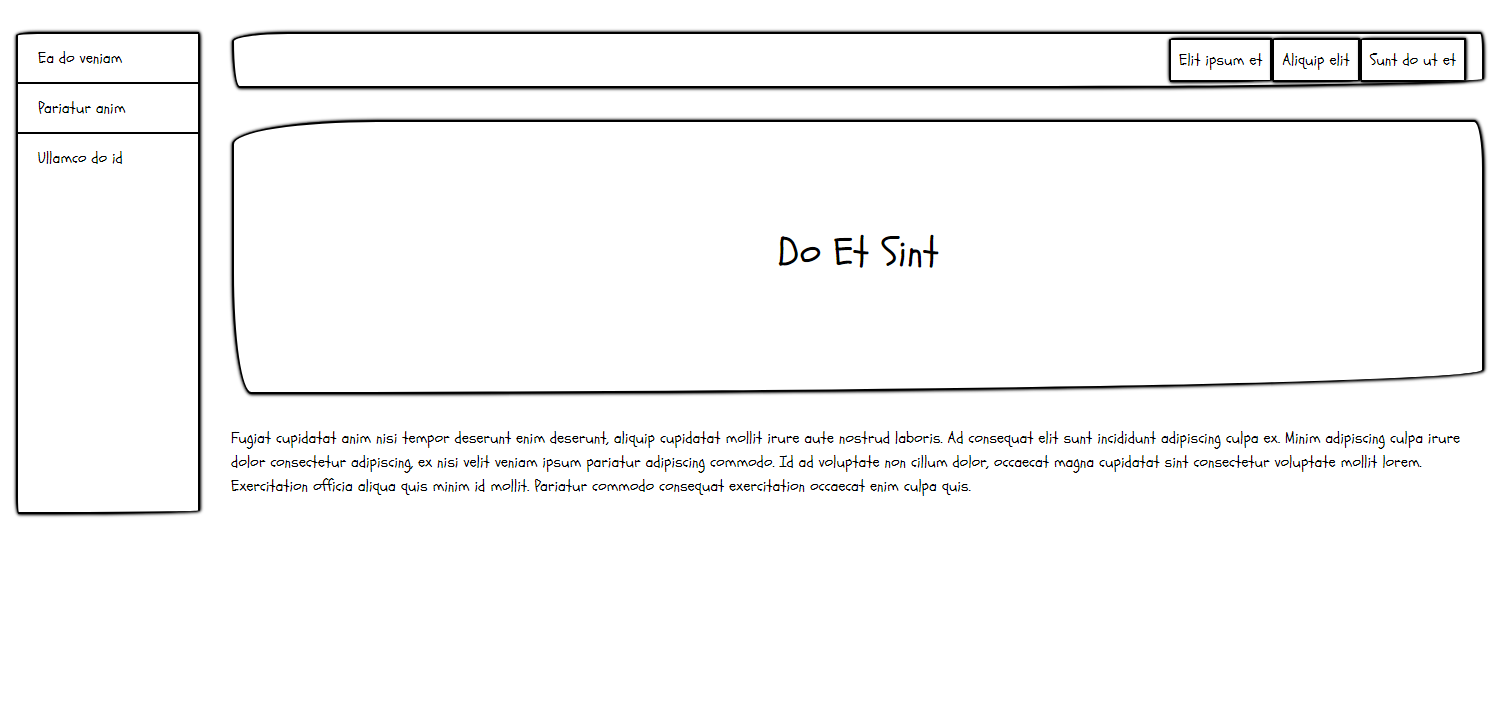 Ea do veniam
Pariatur anim
Ullamco do id
Elit ipsum et
Aliquip elit
Sunt do ut et
Do Et Sint
Fugiat cupidatat anim nisi tempor deserunt enim deserunt, aliquip cupidatat mollit irure aute nostrud laboris. Ad consequat elit sunt incididunt adipiscing culpa ex. Minim adipiscing culpa irure
dolor consectetur adipiscing, ex nisi velit veniam ipsum pariatur adipiscing commodo. Id ad voluptate non cillum dolor, occaecat magna cupidatat sint consectetur voluptate mollit lorem.
Exercitation officia aliqua quis minim id mollit. Pariatur commodo consequat exercitation occaecat enim culpa quis.